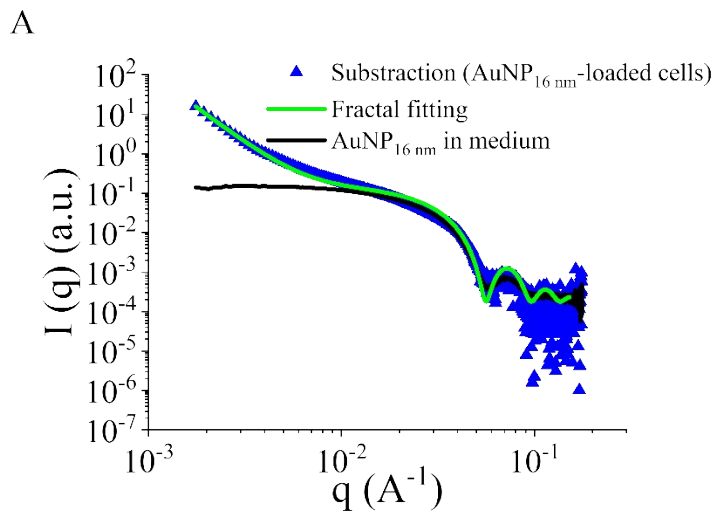 A
Substraction (AuNP16 nm-loaded cells)
Fractal fitting
AuNP16 nm in medium
I (q) (a.u.)
10^2
10^1
10^0
10^-1
10^-2
10^-3
10^-4
10^-5
10^-6
10^-7
10^-3
10^-2
10^-1
q (A^-1)